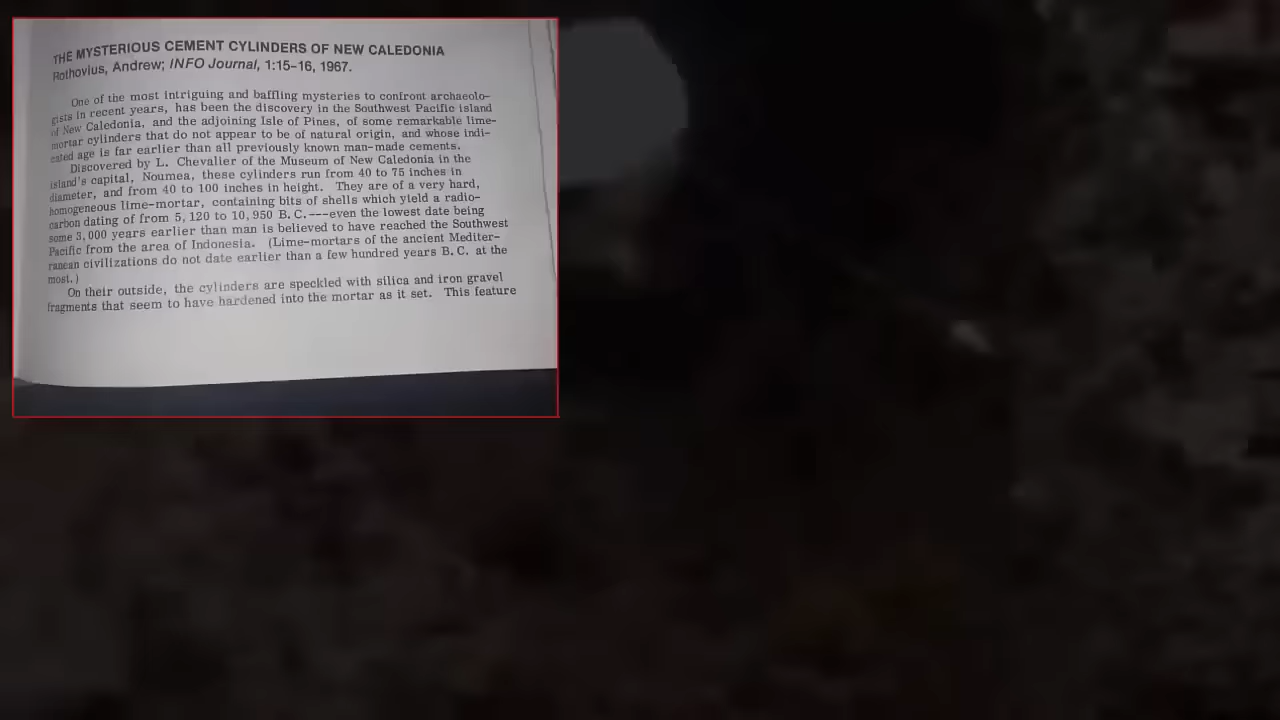 THE MYSTERIOUS CEMENT CYLINDERS OF NEW CALEDONIA
Rothovius, Andrew; INFO Journal, 1:15-16, 1967.
One of the most intriguing and baffling mysteries to confront archaeolo-
gists in recent years, has been the discovery in the Southwest Pacific island
of New Caledonia, and the adjoining Isle of Pines, of some remarkable lime-
mortar cylinders that do not appear to be of natural origin, and whose indi-
cated age is far earlier than all previously known man-made cements.
Discovered by L. Chevalier of the Museum of New Caledonia in the
island's capital, Noumea, these cylinders run from 40 to 75 inches in
diameter, and from 40 to 100 inches in height. They are of a very hard,
homogeneous lime-mortar, containing bits of shells which yield a radio-
carbon dating of from 5,120 to 10,950 B.C.---even the lowest date being
some 3,000 years earlier than man is believed to have reached the Southwest
Pacific from the area of Indonesia. (Lime-mortars of the ancient Mediter-
ranean civilizations do not date earlier than a few hundred years B.C. at the
most.)
On their outside, the cylinders are speckled with silica and iron gravel
fragments that seem to have hardened into the mortar as it set. This feature